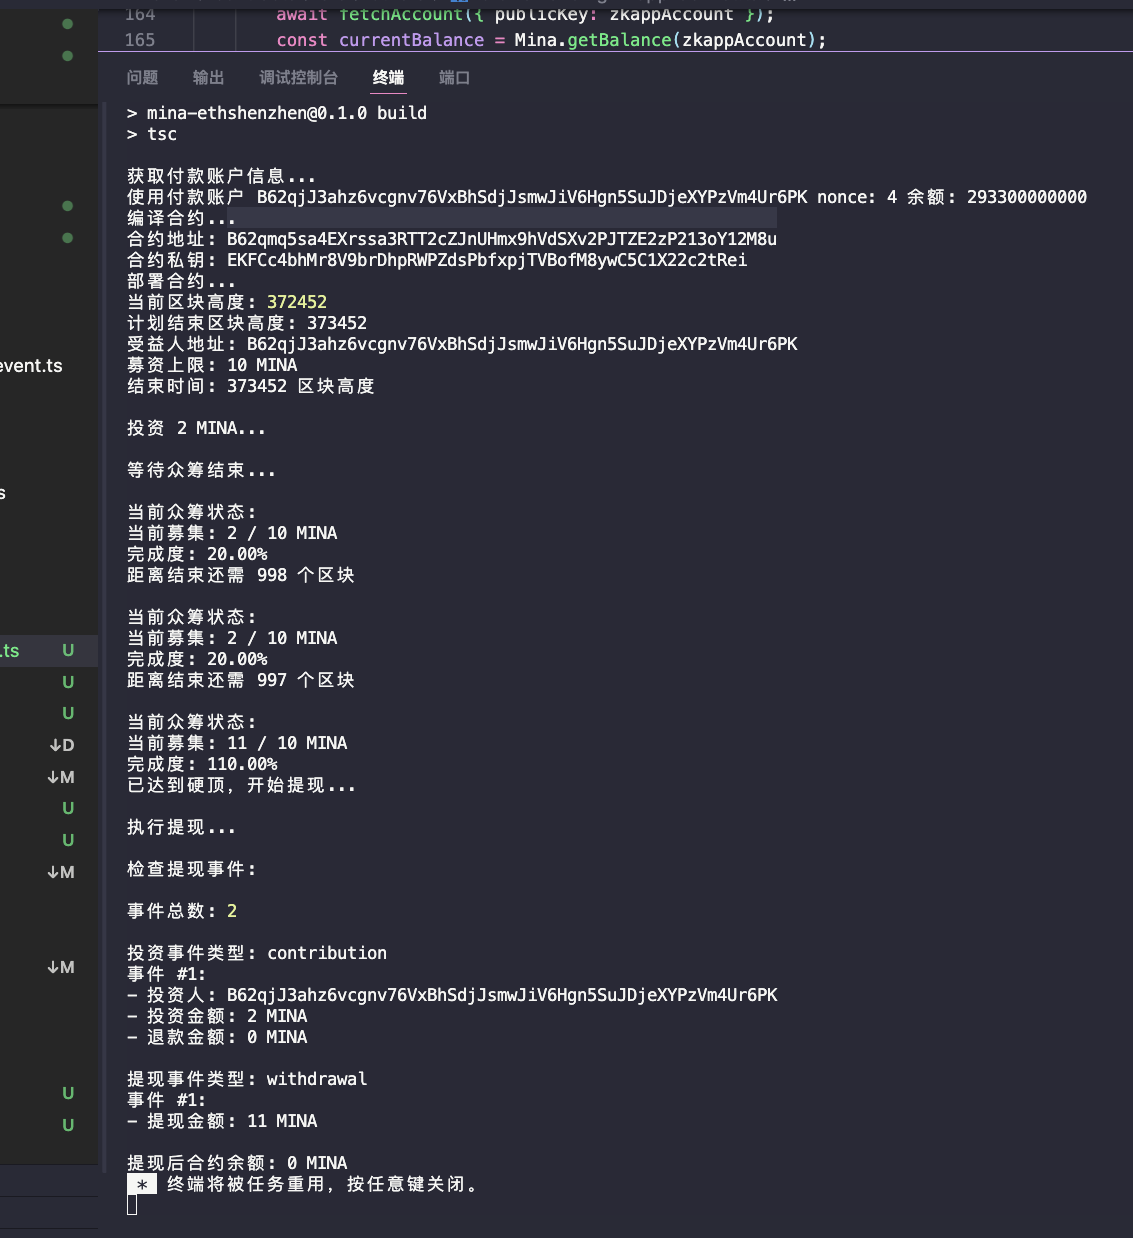 164 await fetchAccount({ publicKey: zkappAccount });
165 const currentBalance = Mina.getBalance(zkappAccount);
问题 输出 调试控制台 终端 端口
> mina-ethshenzhen@0.1.0 build
> tsc
获取付款账户信息...
使用付款账户 B62qjJ3ahz6vcgnv76VxBhSdjJsmwJiV6Hgn5SuJDjeXYPzVm4Ur6PK nonce: 4 余额: 293300000000
编译合约...
合约地址: B62qmq5sa4EXrssa3RTT2cZJnUHmx9hVdSXv2PJTZE2zP213oY12M8u
合约私钥: EKFCc4bhMr8V9brDhpRWPZdsPbfxpjTVBofM8ywC5C1X22c2tRei
部署合约...
当前区块高度: 372452
计划结束区块高度: 373452
受益人地址: B62qjJ3ahz6vcgnv76VxBhSdjJsmwJiV6Hgn5SuJDjeXYPzVm4Ur6PK
募资上限: 10 MINA
结束时间: 373452 区块高度
投资 2 MINA...
等待众筹结束...
当前众筹状态:
当前募集: 2 / 10 MINA
完成度: 20.00%
距离结束还需 998 个区块
当前众筹状态:
当前募集: 2 / 10 MINA
完成度: 20.00%
距离结束还需 997 个区块
当前众筹状态:
当前募集: 11 / 10 MINA
完成度: 110.00%
已达到硬顶, 开始提现...
执行提现...
检查提现事件:
事件总数: 2
投资事件类型: contribution
事件 #1:
- 投资人: B62qjJ3ahz6vcgnv76VxBhSdjJsmwJiV6Hgn5SuJDjeXYPzVm4Ur6PK
- 投资金额: 2 MINA
- 退款金额: 0 MINA
提现事件类型: withdrawal
事件 #1:
- 提现金额: 11 MINA
提现后合约余额: 0 MINA
* 终端将被任务重用, 按任意键关闭。
event.ts
s
.ts U
U
U
↓D
↓M
U
U
↓M
↓M
U
U